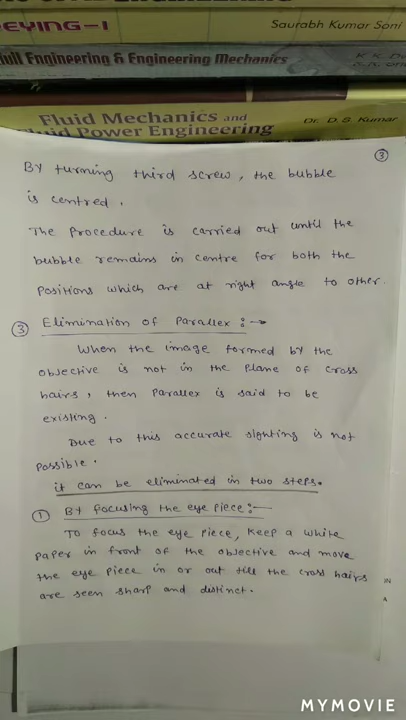 EYING-I
Saurabh Kumar Soni
Civil Engineering & Engineering Mechanics
Fluid Mechanics and
Fluid Power Engineering
Dr. D. S. Kumar
3
By turning third screw, the bubble
is centred.
The Procedure is carried out until the
bubble remains in centre for both the
Positions which are at right angle to other.
3 Elimination of Parallex :-
When the image formed by the
objective is not in the Plane of cross
hairs, then Parallex is said to be
existing.
Due to this accurate sighting is not
Possible.
it can be eliminated in two steps.
1 By focusing the eye piece :-
To focus the eye Piece, Keep a white
Paper in front of the objective and move
the eye piece in or out till the cross hairs
are seen sharp and distinct.
MYMOVIE